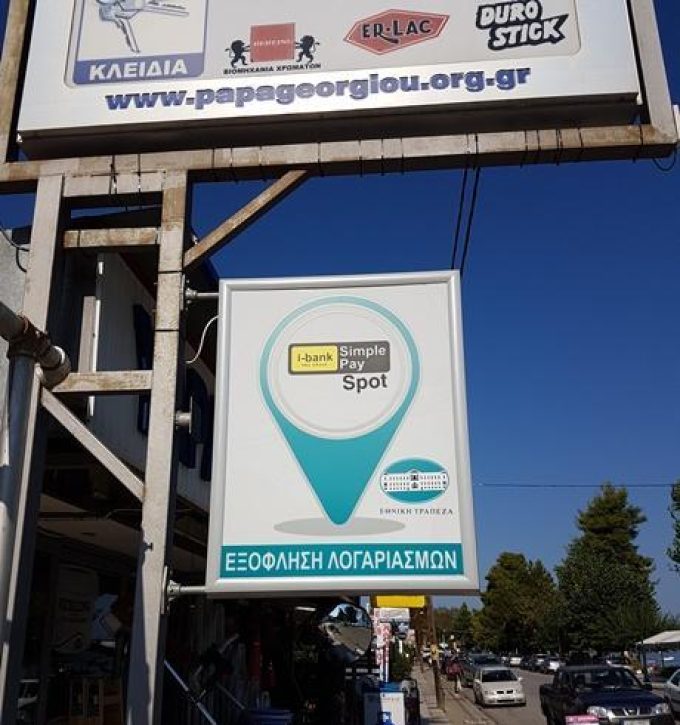 ΚΛΕΙΔΙΑ
ΒΙΟΜΗΧΑΝΙΑ ΧΡΩΜΑΤΩΝ
ER-LAC
DURO
STICK
www.papageorgiou.org.gr
i-bank
Simple
Pay
Spot
ΕΘΝΙΚΗ ΤΡΑΠΕΖΑ
ΕΞΟΦΛΗΣΗ ΛΟΓΑΡΙΑΣΜΩΝ